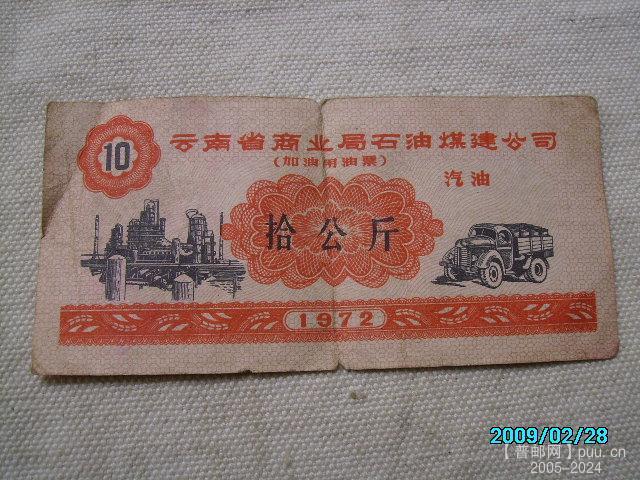 10
云南省商业局石油煤建公司
(加油用油票)
汽油
拾公斤
1972
2009/02/28
【普邮网】puu.cn
2005-2024